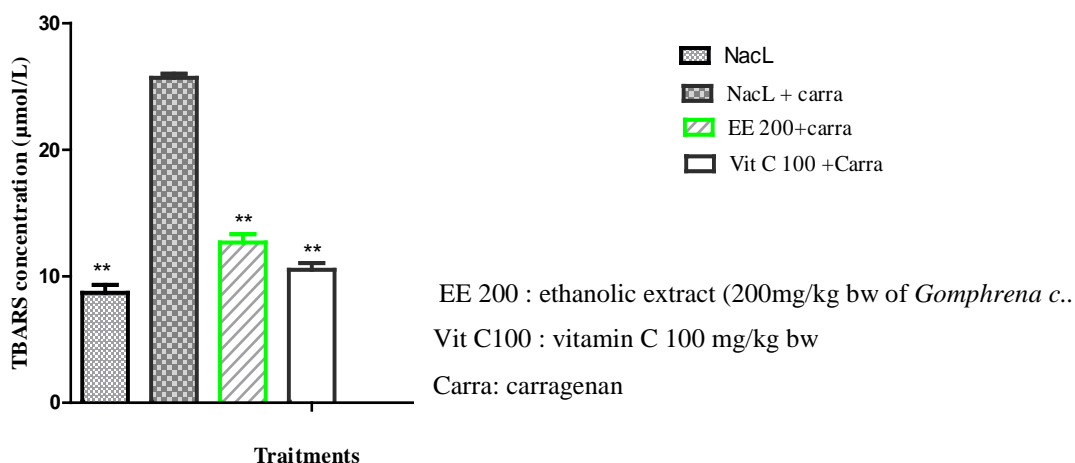 30
20
10
0
TBARS concentration (µmol/L)
**
**
**
Traitments
NacL
NacL + carra
EE 200+carra
Vit C 100 +Carra
EE 200 : ethanolic extract (200mg/kg bw of Gomphrena c..
Vit C100 : vitamin C 100 mg/kg bw
Carra: carragenan